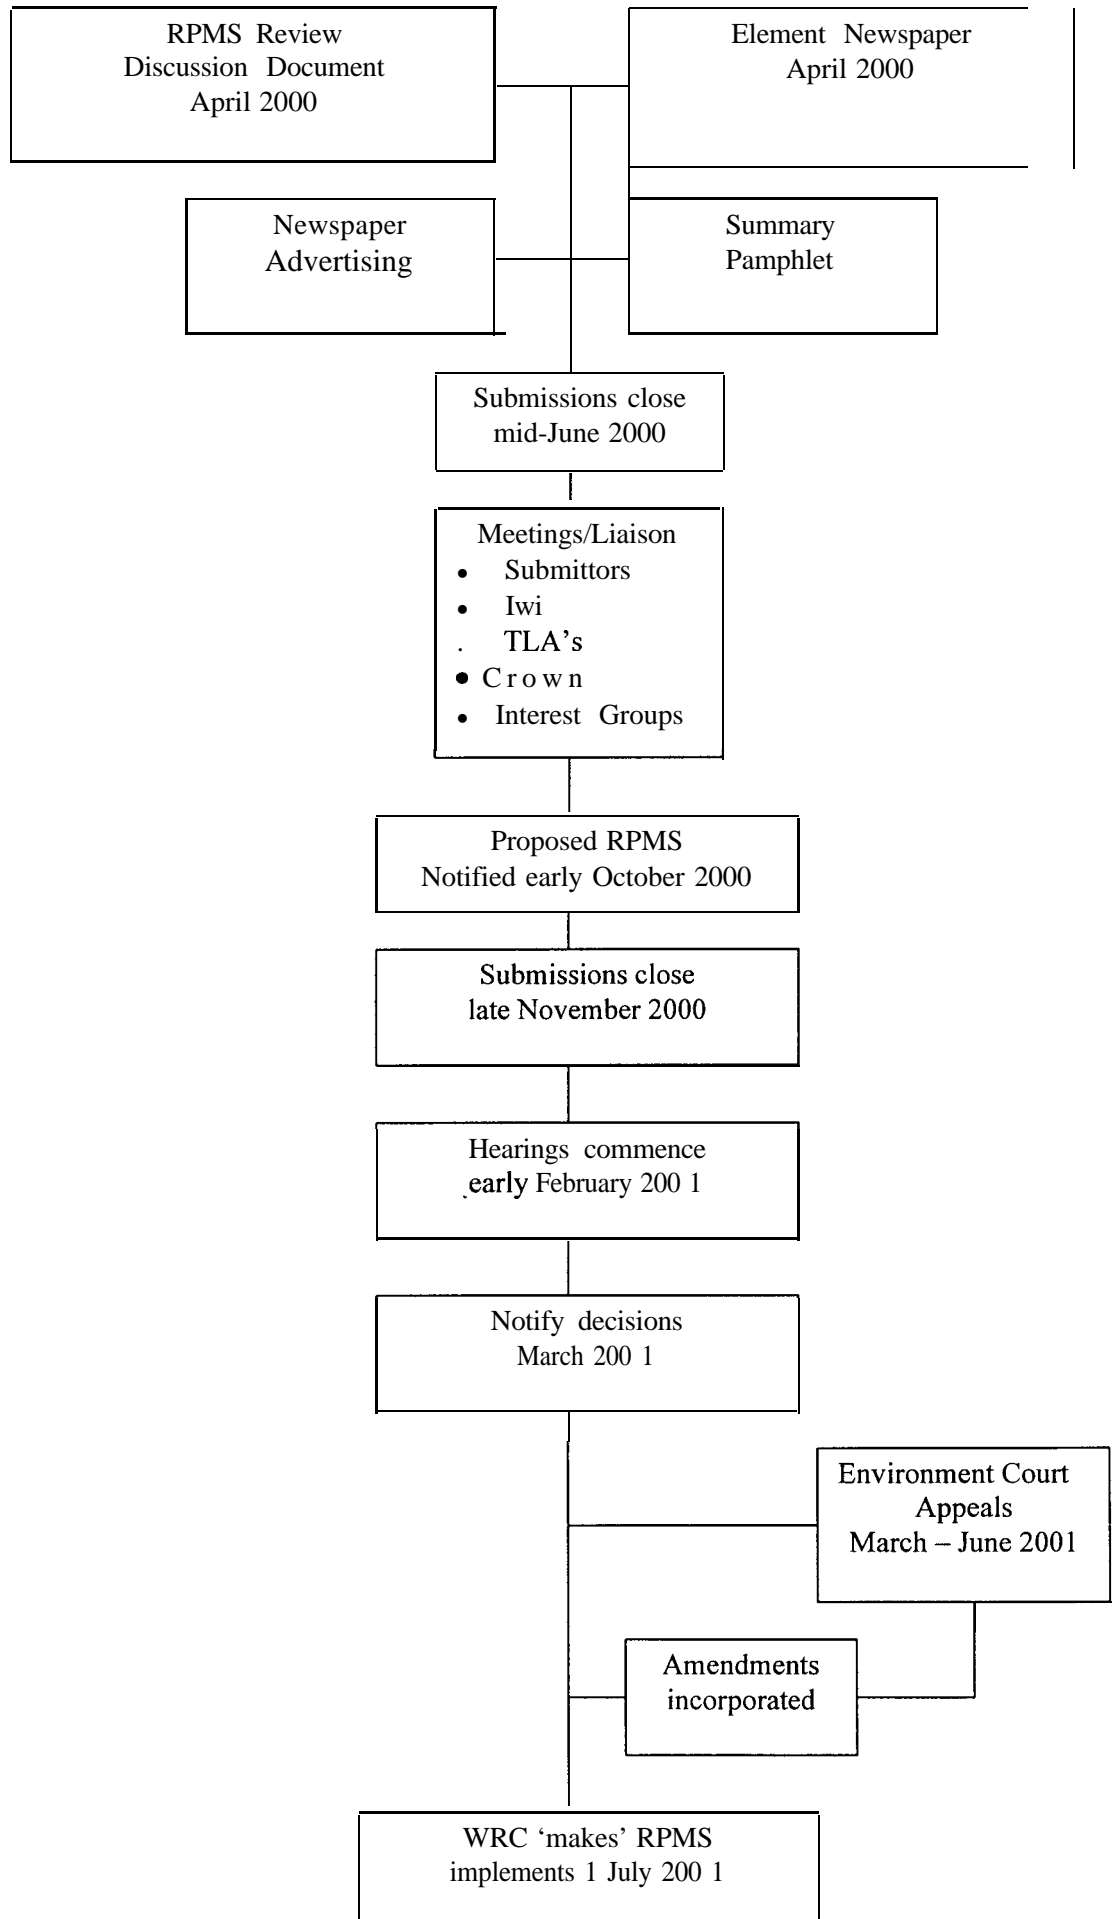 RPMS Review
Discussion Document
April 2000
Element Newspaper
April 2000
Newspaper
Advertising
Summary
Pamphlet
Submissions close
mid-June 2000
Meetings/Liaison
• Submittors
• Iwi
. TLA's
• Crown
• Interest Groups
Proposed RPMS
Notified early October 2000
Submissions close
late November 2000
Hearings commence
early February 200 1
Notify decisions
March 200 1
Environment Court
Appeals
March – June 2001
Amendments
incorporated
WRC ‘makes’ RPMS
implements 1 July 200 1